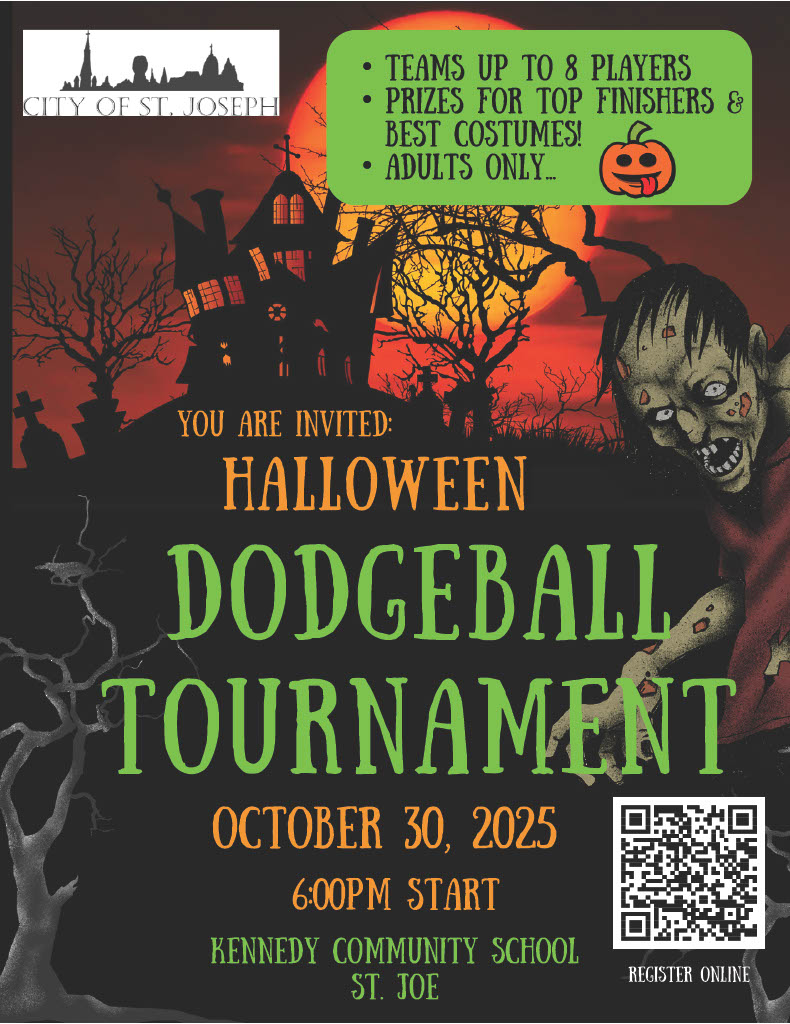 CITY OF ST. JOSEPH
• TEAMS UP TO 8 PLAYERS
• PRIZES FOR TOP FINISHERS &
BEST COSTUMES!
• ADULTS ONLY...
YOU ARE INVITED:
HALLOWEEN
DODGEBALL
TOURNAMENT
OCTOBER 30, 2025
6:00PM START
KENNEDY COMMUNITY SCHOOL
ST. JOE
REGISTER ONLINE